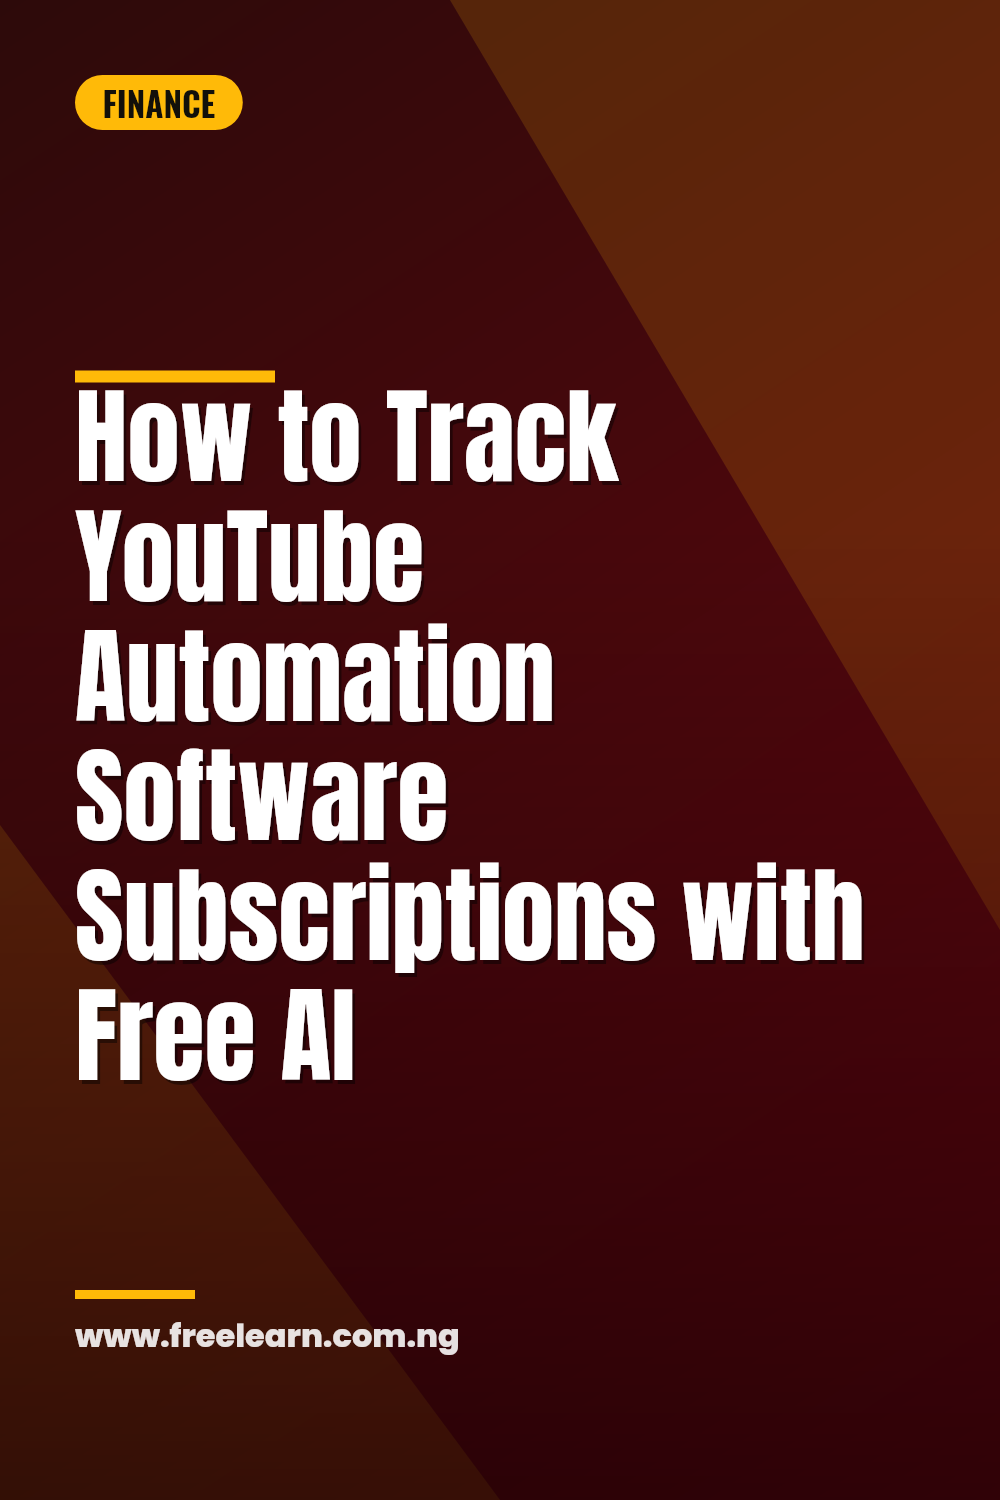 FINANCE
How to Track
YouTube
Automation
Software
Subscriptions with
Free AI
www.freelearn.com.ng